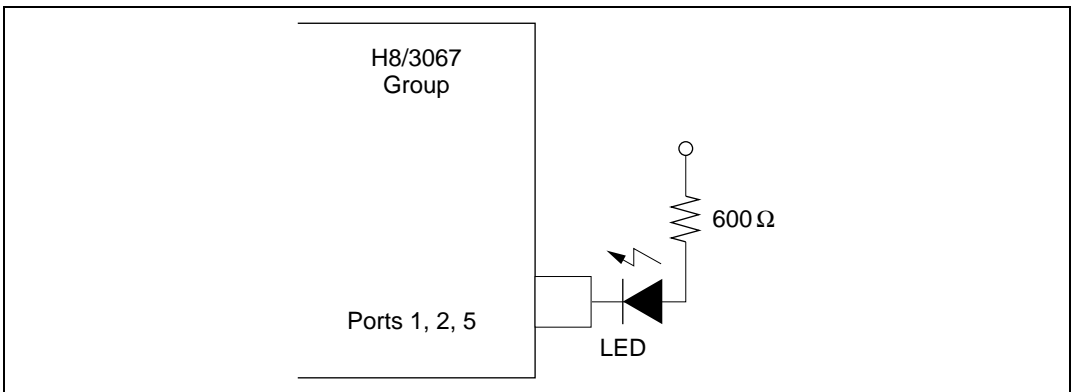 H8/3067
Group
600 Ω
Ports 1, 2, 5
LED